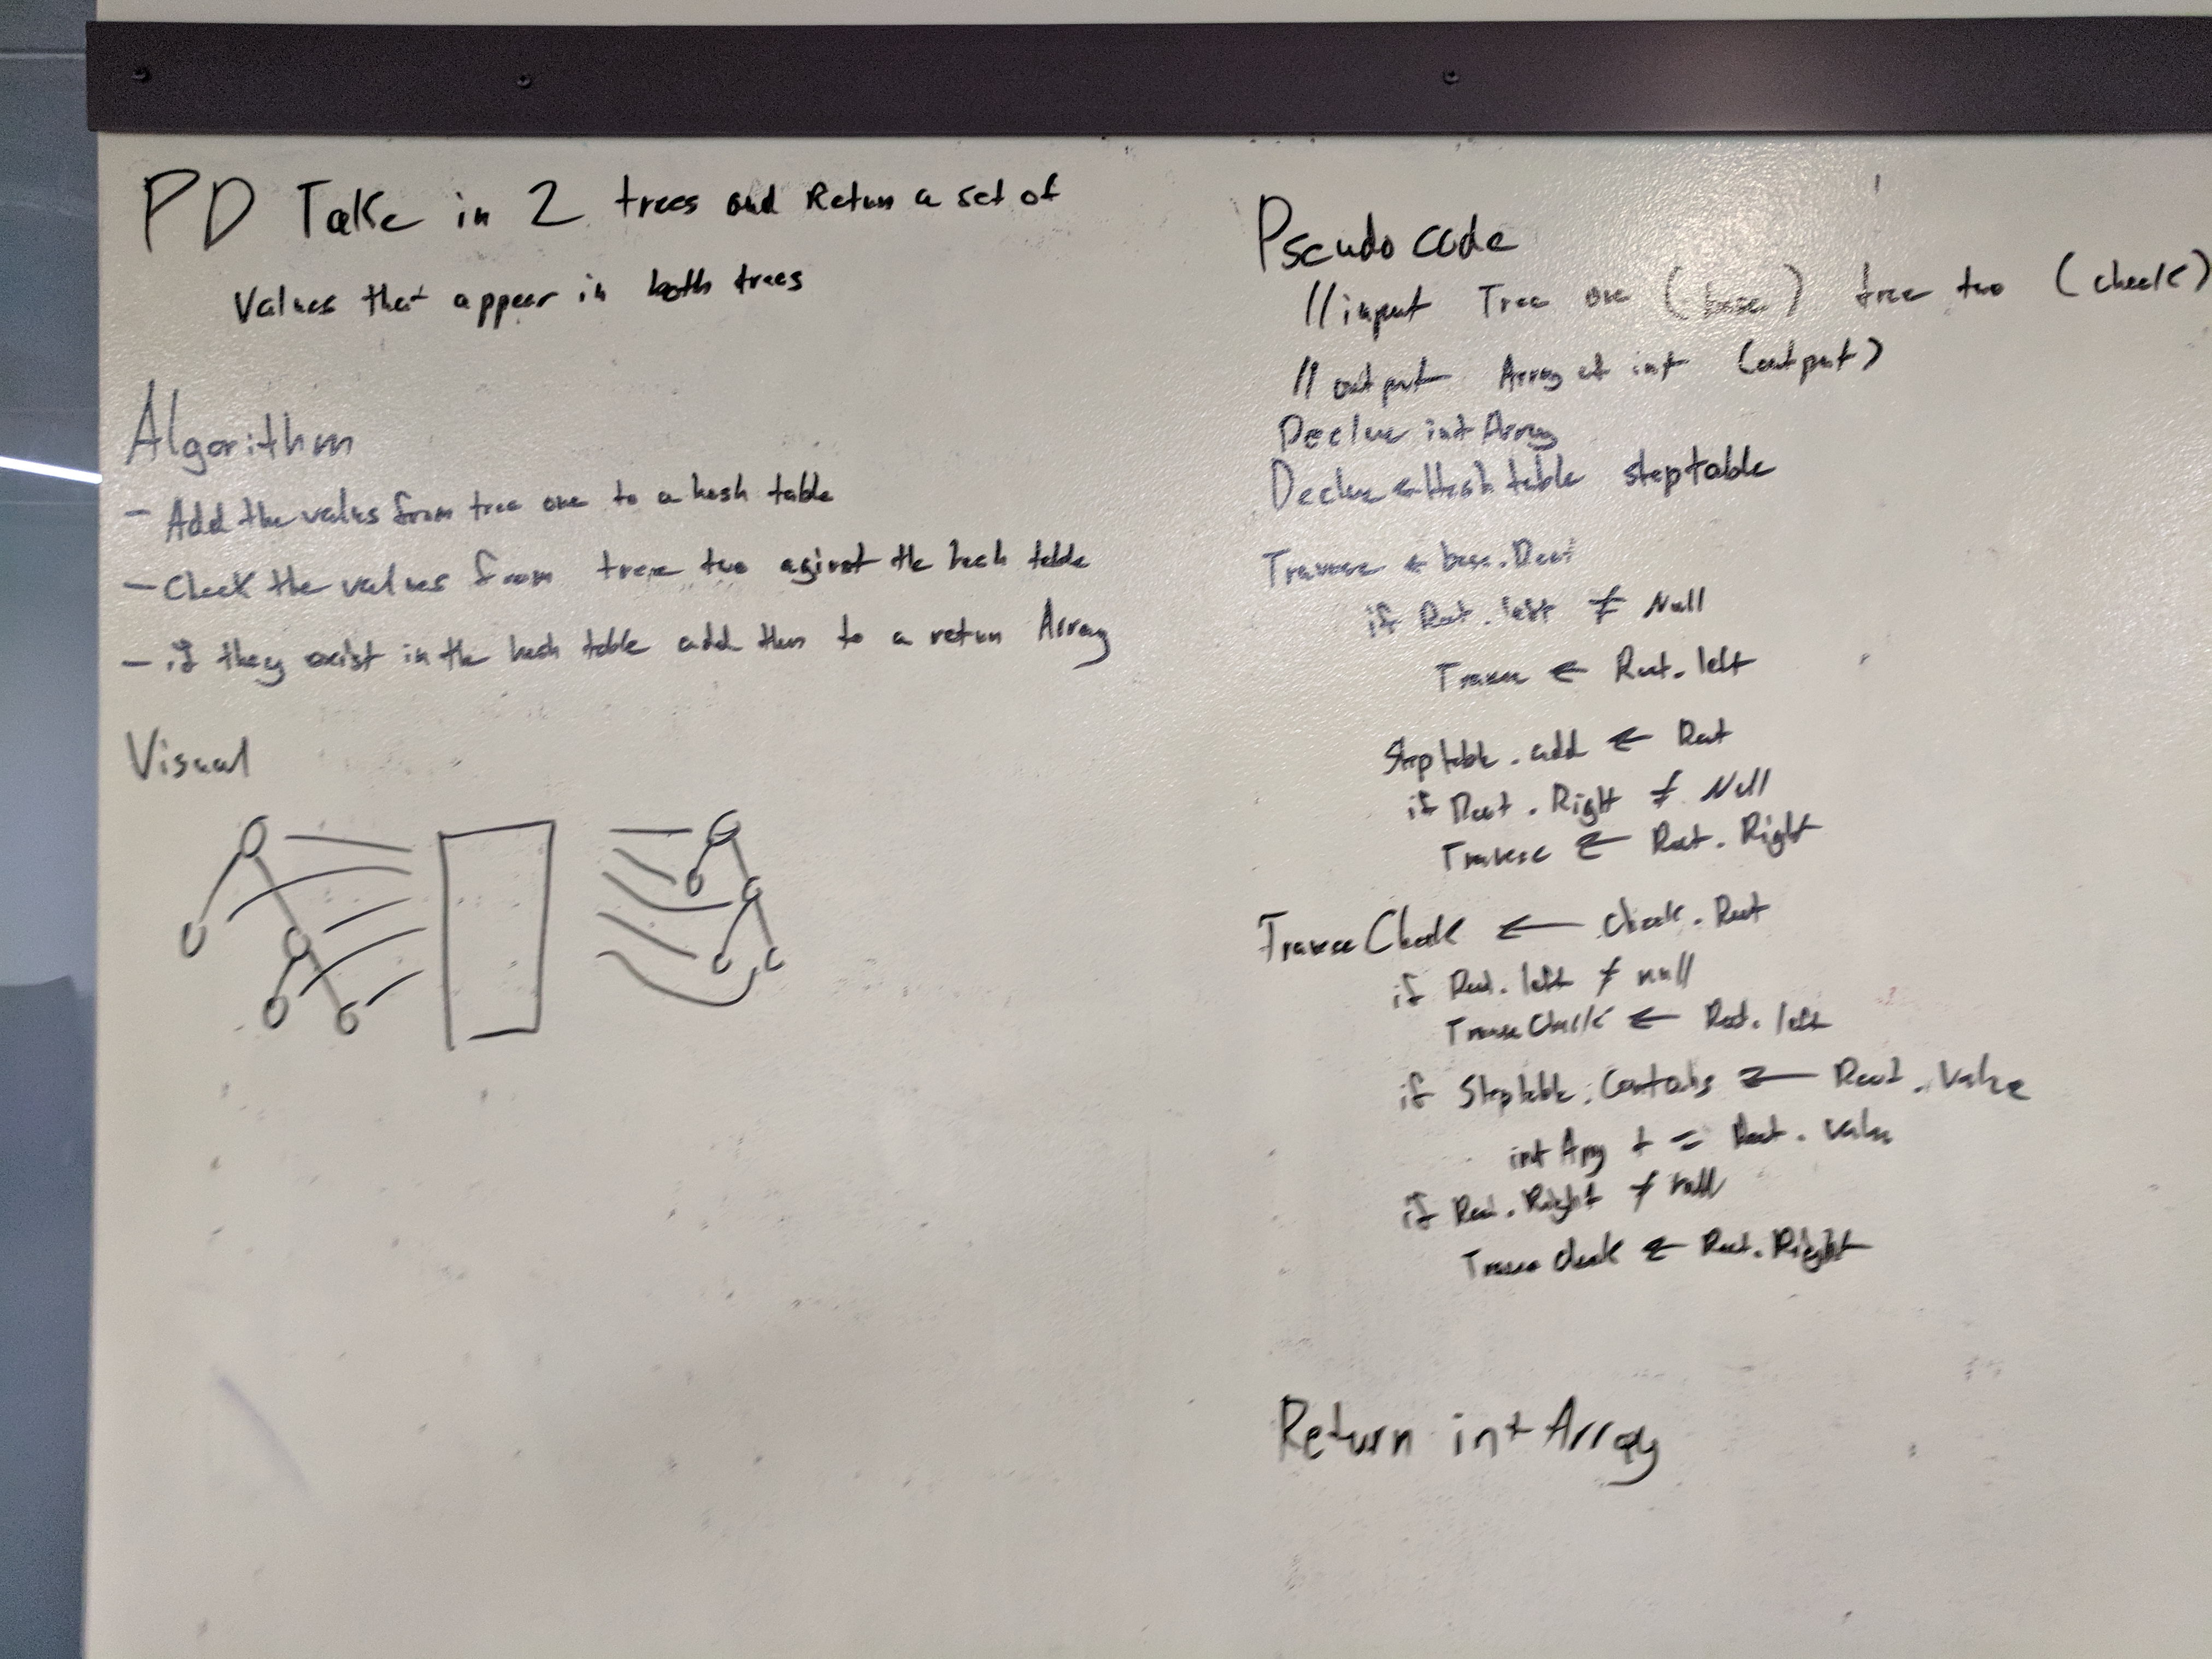 PD Take in 2 trees and Return a set of
Values that appear in both trees
Algorithm
- Add the values from tree one to a hash table
- Check the values from tree two aginst the hash table
- if they exist in the hash table add them to a return Array
Visual
Pseudo code
//input Tree one (base) tree two (check)
// output Array of int (output)
Declare int Array
Declare Hash table steptable
Traverse ← base.Root
if Root.left ≠ Null
Traverse ← Root.left
Steptable.add ← Root
if Root.Right ≠ Null
Traverse ← Root.Right
Traverse Check ← Check.Root
if Root.left ≠ null
Traverse Check ← Root.left
if Steptable.Contains ← Root.Value
int Array + = Root.value
if Root.Right ≠ null
Traverse check ← Root.Right
Return int Array